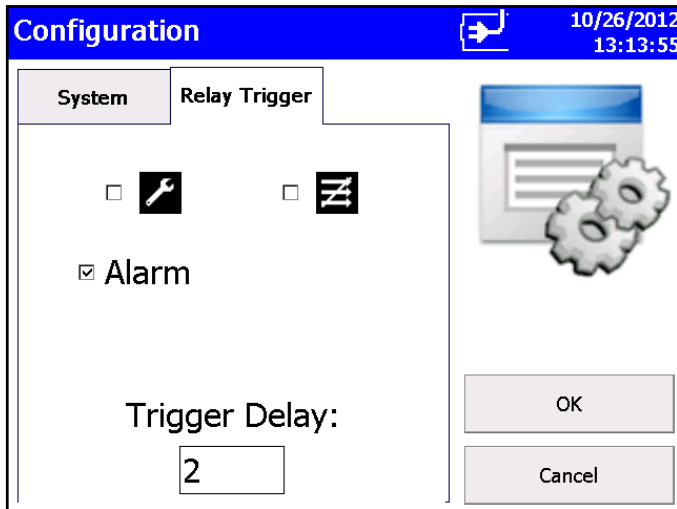 Configuration
10/26/2012
13:13:55
System
Relay Trigger
Alarm
Trigger Delay:
2
OK
Cancel